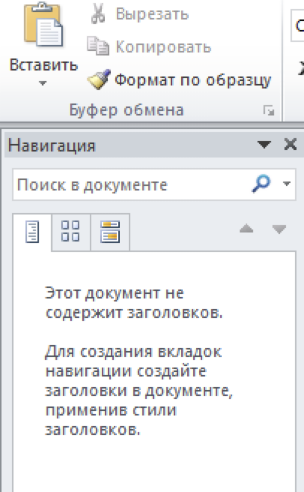 Вырезать
Копировать
Вставить
Формат по образцу
Буфер обмена
Навигация
Поиск в документе
Этот документ не
содержит заголовков.
Для создания вкладок
навигации создайте
заголовки в документе,
применив стили
заголовков.